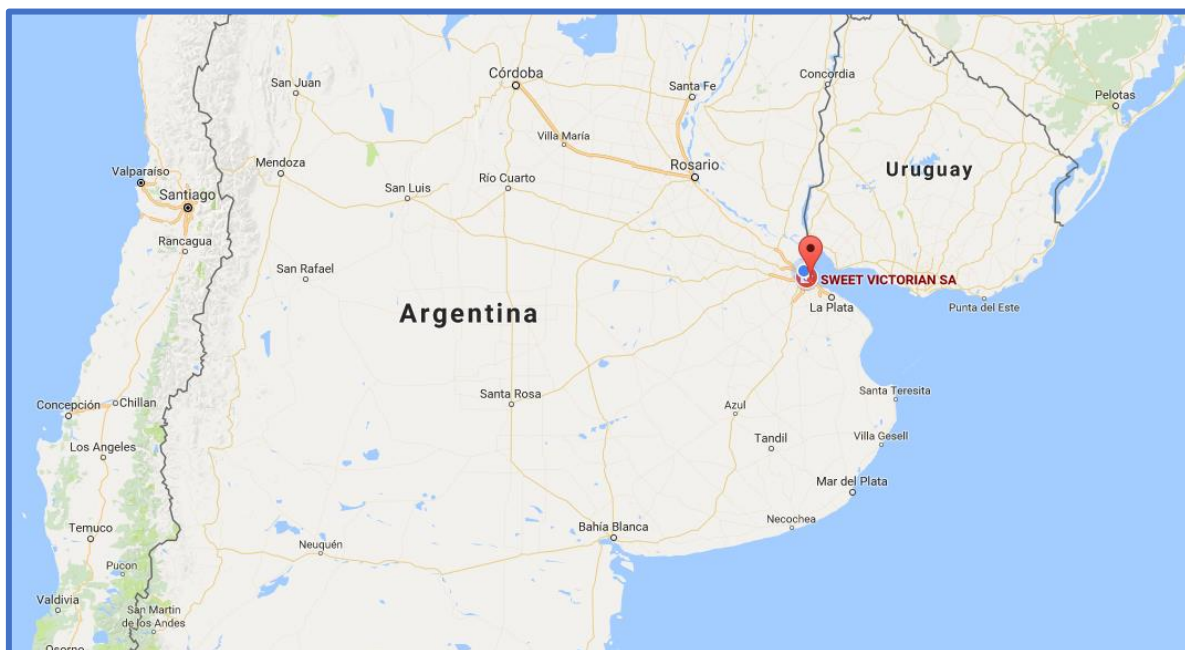 Córdoba
San Juan
Santa Fe
Concordia
Pelotas
Villa María
Mendoza
Rosario
Valparaíso
Uruguay
San Luis
Río Cuarto
Santiago
Rancagua
San Rafael
SWEET VICTORIAN SA
La Plata
Punta del Este
Argentina
Santa Rosa
Santa Teresita
Concepción
Chillan
Azul
Tandil
Villa Gesell
Los Angeles
Mar del Plata
Necochea
Temuco
Bahía Blanca
Neuquén
Pucon
Valdivia
San Martin
de los Andes
Osorno